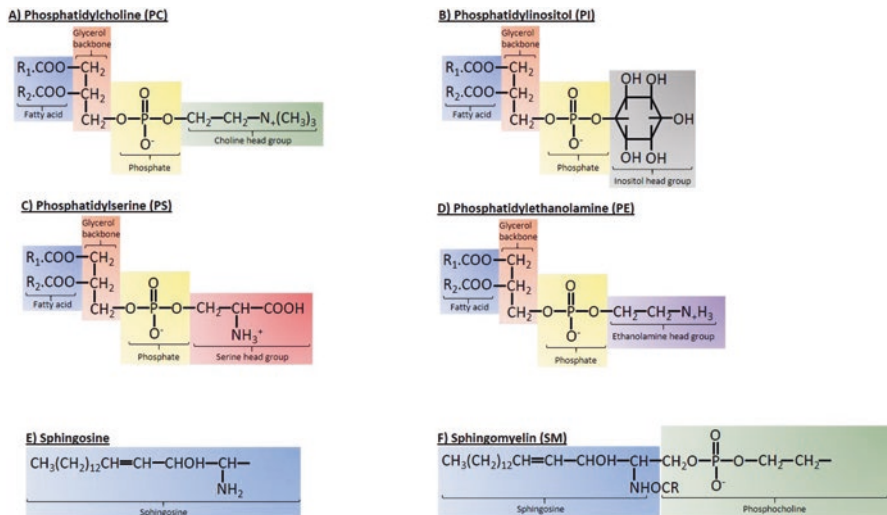 A) Phosphatidylcholine (PC)
Glycerol
backbone
R₁.COO—CH₂
R₂.COO—CH₂
CH₂—O—P—O—CH₂—CH₂—N₊(CH₃)₃
O
O⁻
Fatty acid
Phosphate
Choline head group
B) Phosphatidylinositol (PI)
Glycerol
backbone
R₁.COO—CH₂
R₂.COO—CH₂
CH₂—O—P—O
O
O⁻
OH OH
OH
OH
OH OH
Fatty acid
Phosphate
Inositol head group
C) Phosphatidylserine (PS)
Glycerol
backbone
R₁.COO—CH₂
R₂.COO—CH₂
CH₂—O—P—O—CH₂—CH—COOH
O
O⁻
NH₃⁺
Fatty acid
Phosphate
Serine head group
D) Phosphatidylethanolamine (PE)
Glycerol
backbone
R₁.COO—CH₂
R₂.COO—CH₂
CH₂—O—P—O—CH₂—CH₂—N₊H₃
O
O⁻
Fatty acid
Phosphate
Ethanolamine head group
E) Sphingosine
CH₃(CH₂)₁₂CH=CH—CHOH—CH—
NH₂
Sphingosine
F) Sphingomyelin (SM)
CH₃(CH₂)₁₂CH=CH—CHOH—CH—CH₂O—P—O—CH₂—CH₂—
O
NHOCR
O⁻
Sphingosine
Phosphocholine